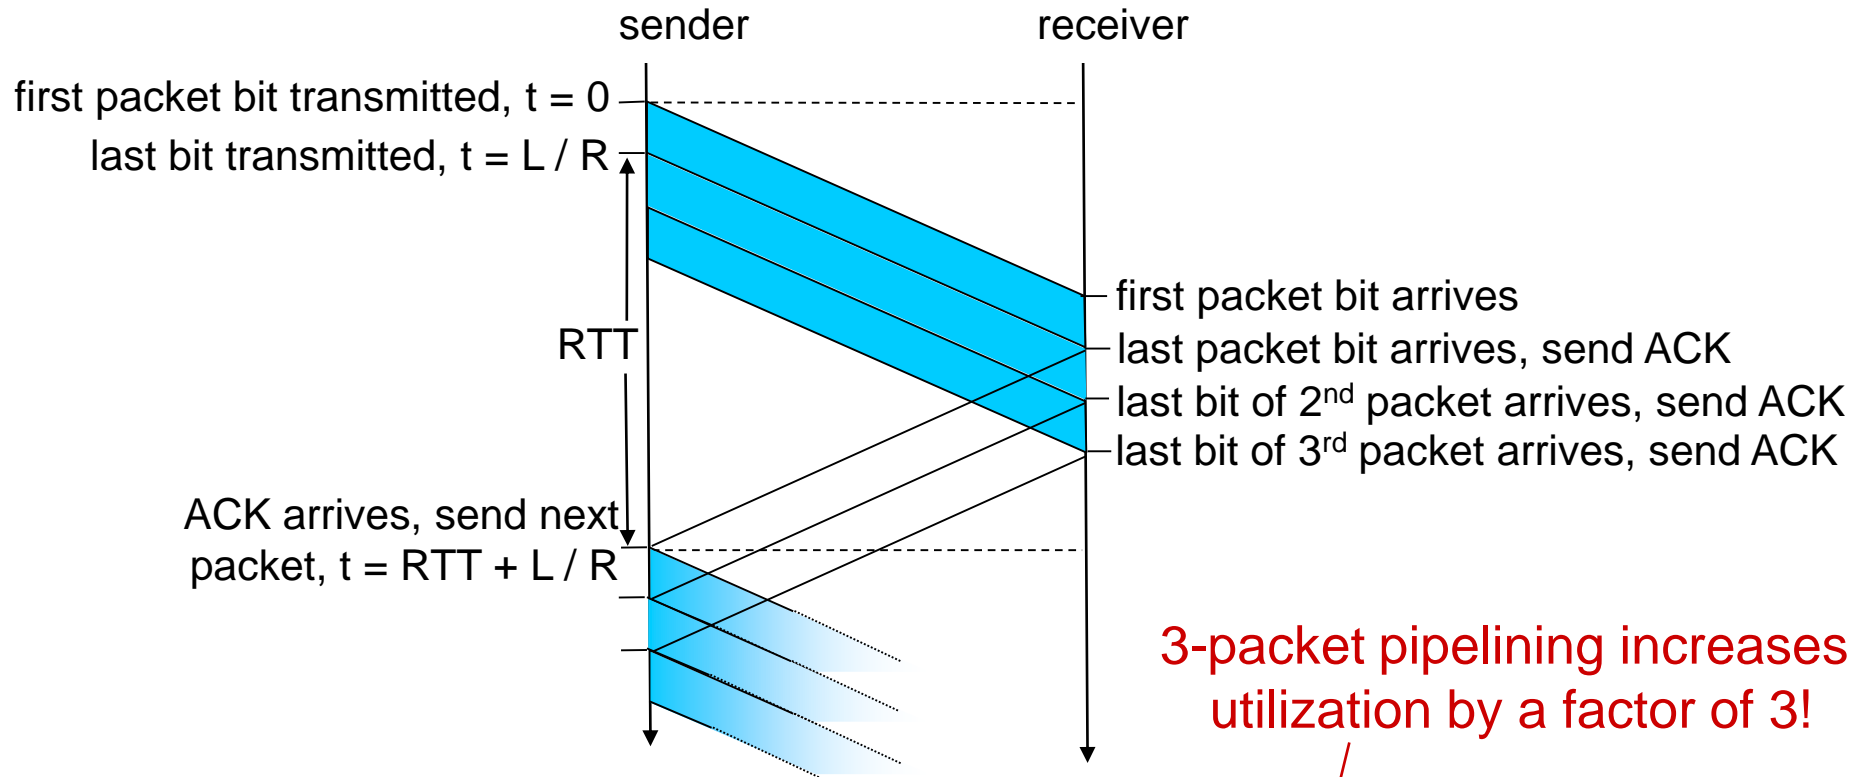 sender
receiver
first packet bit transmitted, t = 0
last bit transmitted, t = L / R
RTT
first packet bit arrives
last packet bit arrives, send ACK
last bit of 2nd packet arrives, send ACK
last bit of 3rd packet arrives, send ACK
ACK arrives, send next
packet, t = RTT + L / R
3-packet pipelining increases
utilization by a factor of 3!